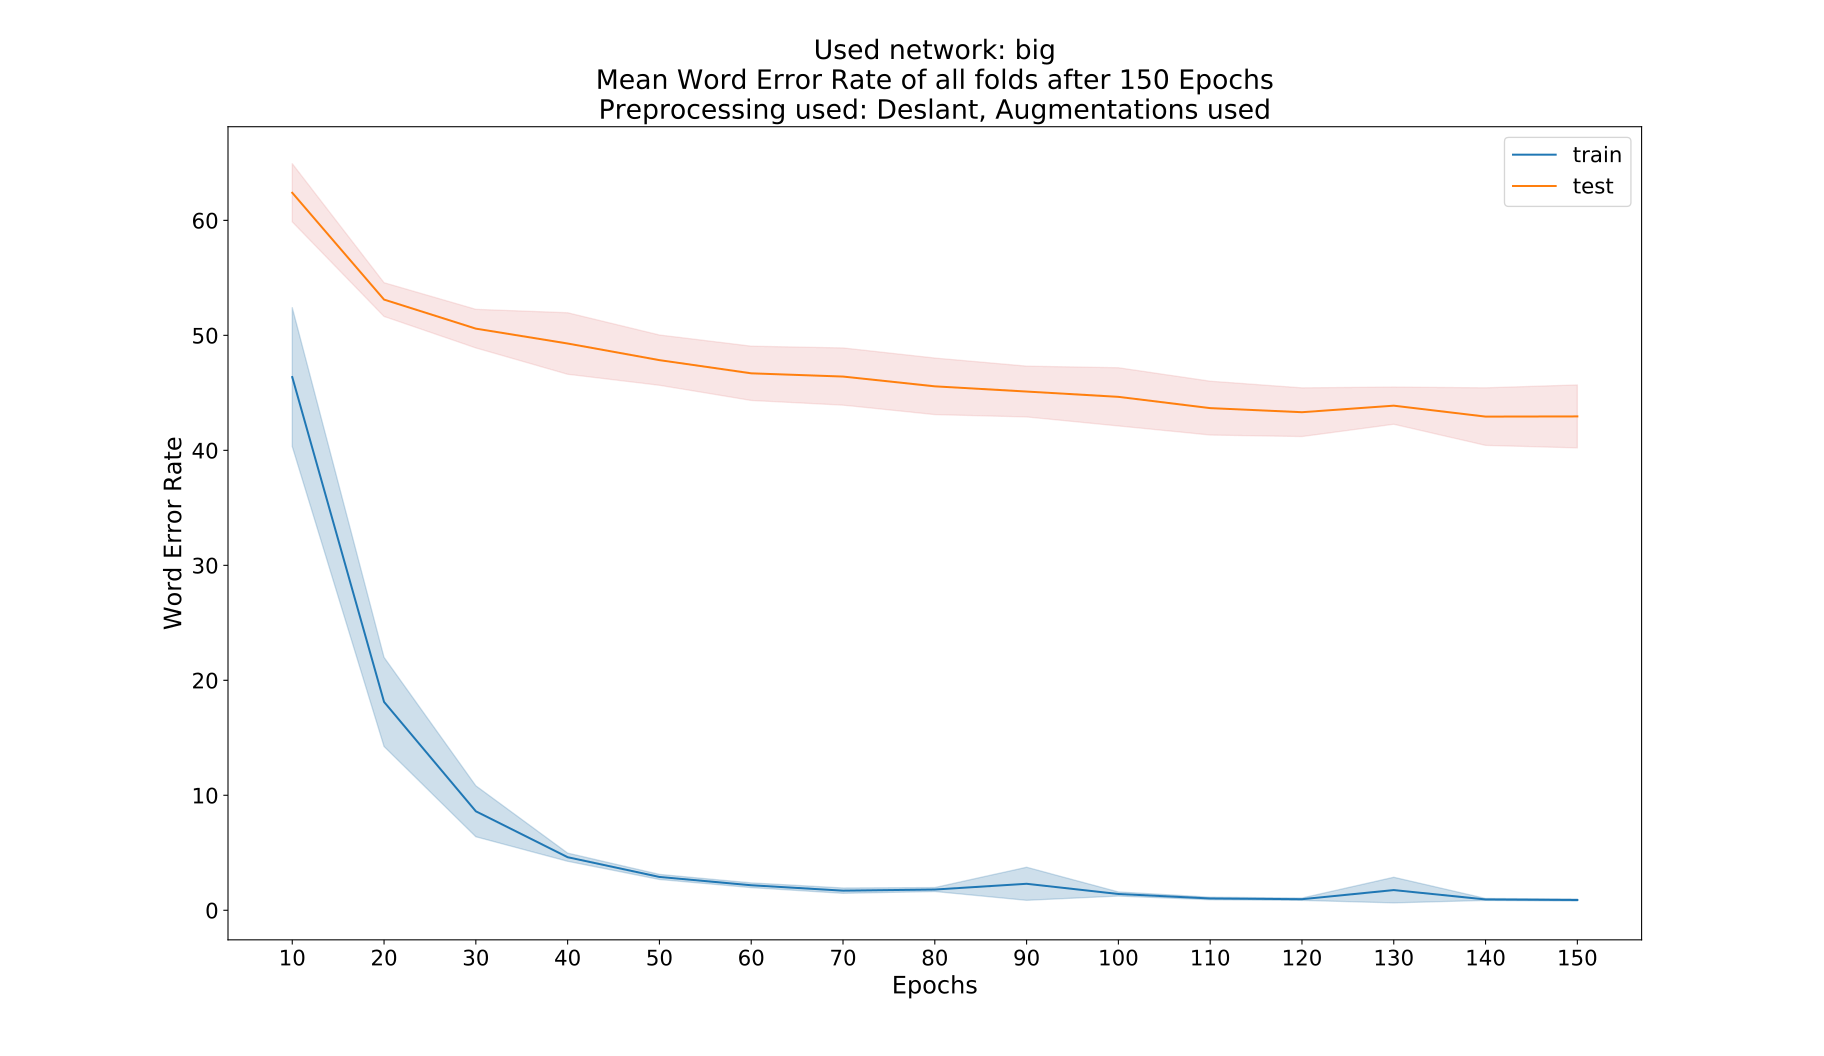 Used network: big
Mean Word Error Rate of all folds after 150 Epochs
Preprocessing used: Deslant, Augmentations used
train
test
Word Error Rate
60
50
40
30
20
10
0
10 20 30 40 50 60 70 80 90 100 110 120 130 140 150
Epochs